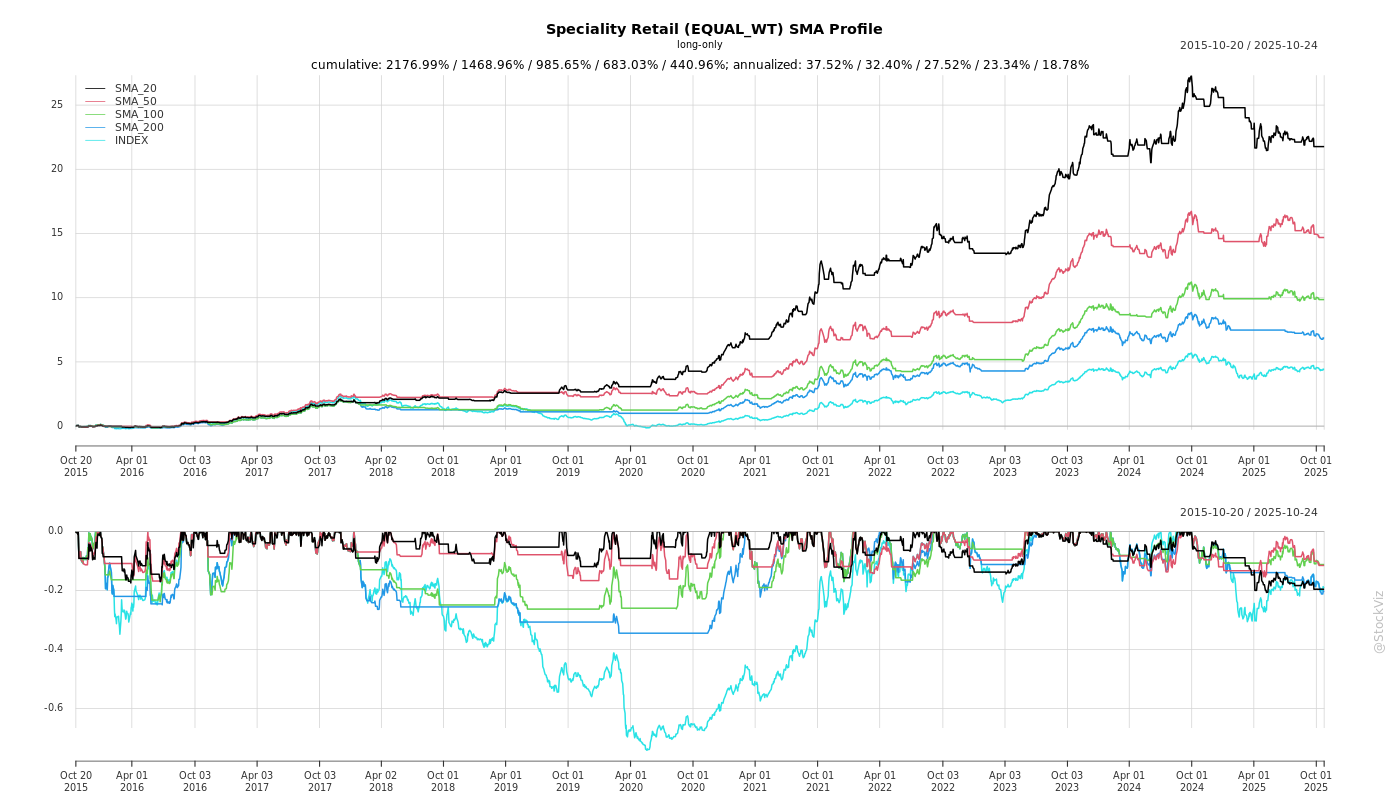 Speciality Retail (EQUAL_WT) SMA Profile
long-only
2015-10-20 / 2025-10-24
cumulative: 2176.99% / 1468.96% / 985.65% / 683.03% / 440.96%; annualized: 37.52% / 32.40% / 27.52% / 23.34% / 18.78%
SMA_20
SMA_50
SMA_100
SMA_200
INDEX
25
20
15
10
5
0
Oct 20 Apr 01 Oct 03 Apr 03 Oct 03 Apr 02 Oct 01 Apr 01 Oct 01 Apr 01 Oct 01 Apr 01 Oct 01 Apr 01 Oct 03 Apr 03 Oct 03 Apr 01 Oct 01 Apr 01 Oct 01
2015 2016 2016 2017 2017 2018 2018 2019 2019 2020 2020 2021 2021 2022 2022 2023 2023 2024 2024 2025 2025
2015-10-20 / 2025-10-24
0.0
-0.2
-0.4
-0.6
Oct 20 Apr 01 Oct 03 Apr 03 Oct 03 Apr 02 Oct 01 Apr 01 Oct 01 Apr 01 Oct 01 Apr 01 Oct 01 Apr 01 Oct 03 Apr 03 Oct 03 Apr 01 Oct 01 Apr 01 Oct 01
2015 2016 2016 2017 2017 2018 2018 2019 2019 2020 2020 2021 2021 2022 2022 2023 2023 2024 2024 2025 2025
@StockViz